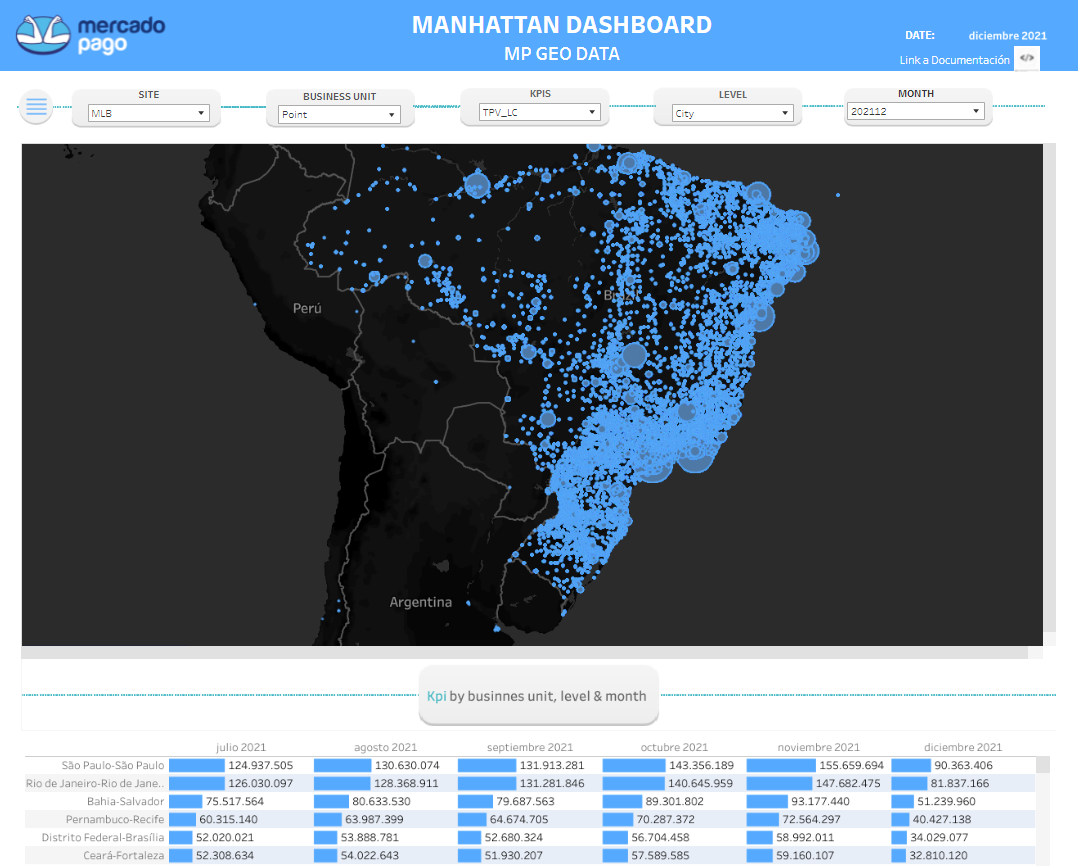 mercado
pago
MANHATTAN DASHBOARD
MP GEO DATA
DATE: diciembre 2021
Link a Documentación </>
SITE BUSINESS UNIT KPIS LEVEL MONTH
MLB Point TPV_LC City 202112
Brazil
Perú
Argentina
Kpi by businnes unit, level & month
julio 2021 agosto 2021 septiembre 2021 octubre 2021 noviembre 2021 diciembre 2021
São Paulo-São Paulo 124.937.505 130.630.074 131.913.281 143.356.189 155.659.694 90.363.406
Rio de Janeiro-Rio de Jane.. 126.030.097 128.368.911 131.281.846 140.645.959 147.682.475 81.837.166
Bahia-Salvador 75.517.564 80.633.530 79.687.563 89.301.802 93.177.440 51.239.960
Pernambuco-Recife 60.315.140 63.987.399 64.674.705 70.287.372 72.564.297 40.427.138
Distrito Federal-Brasília 52.020.021 53.888.781 52.680.324 56.704.458 58.992.011 34.029.077
Ceará-Fortaleza 52.308.634 54.022.643 51.930.207 57.589.585 59.160.107 32.810.120